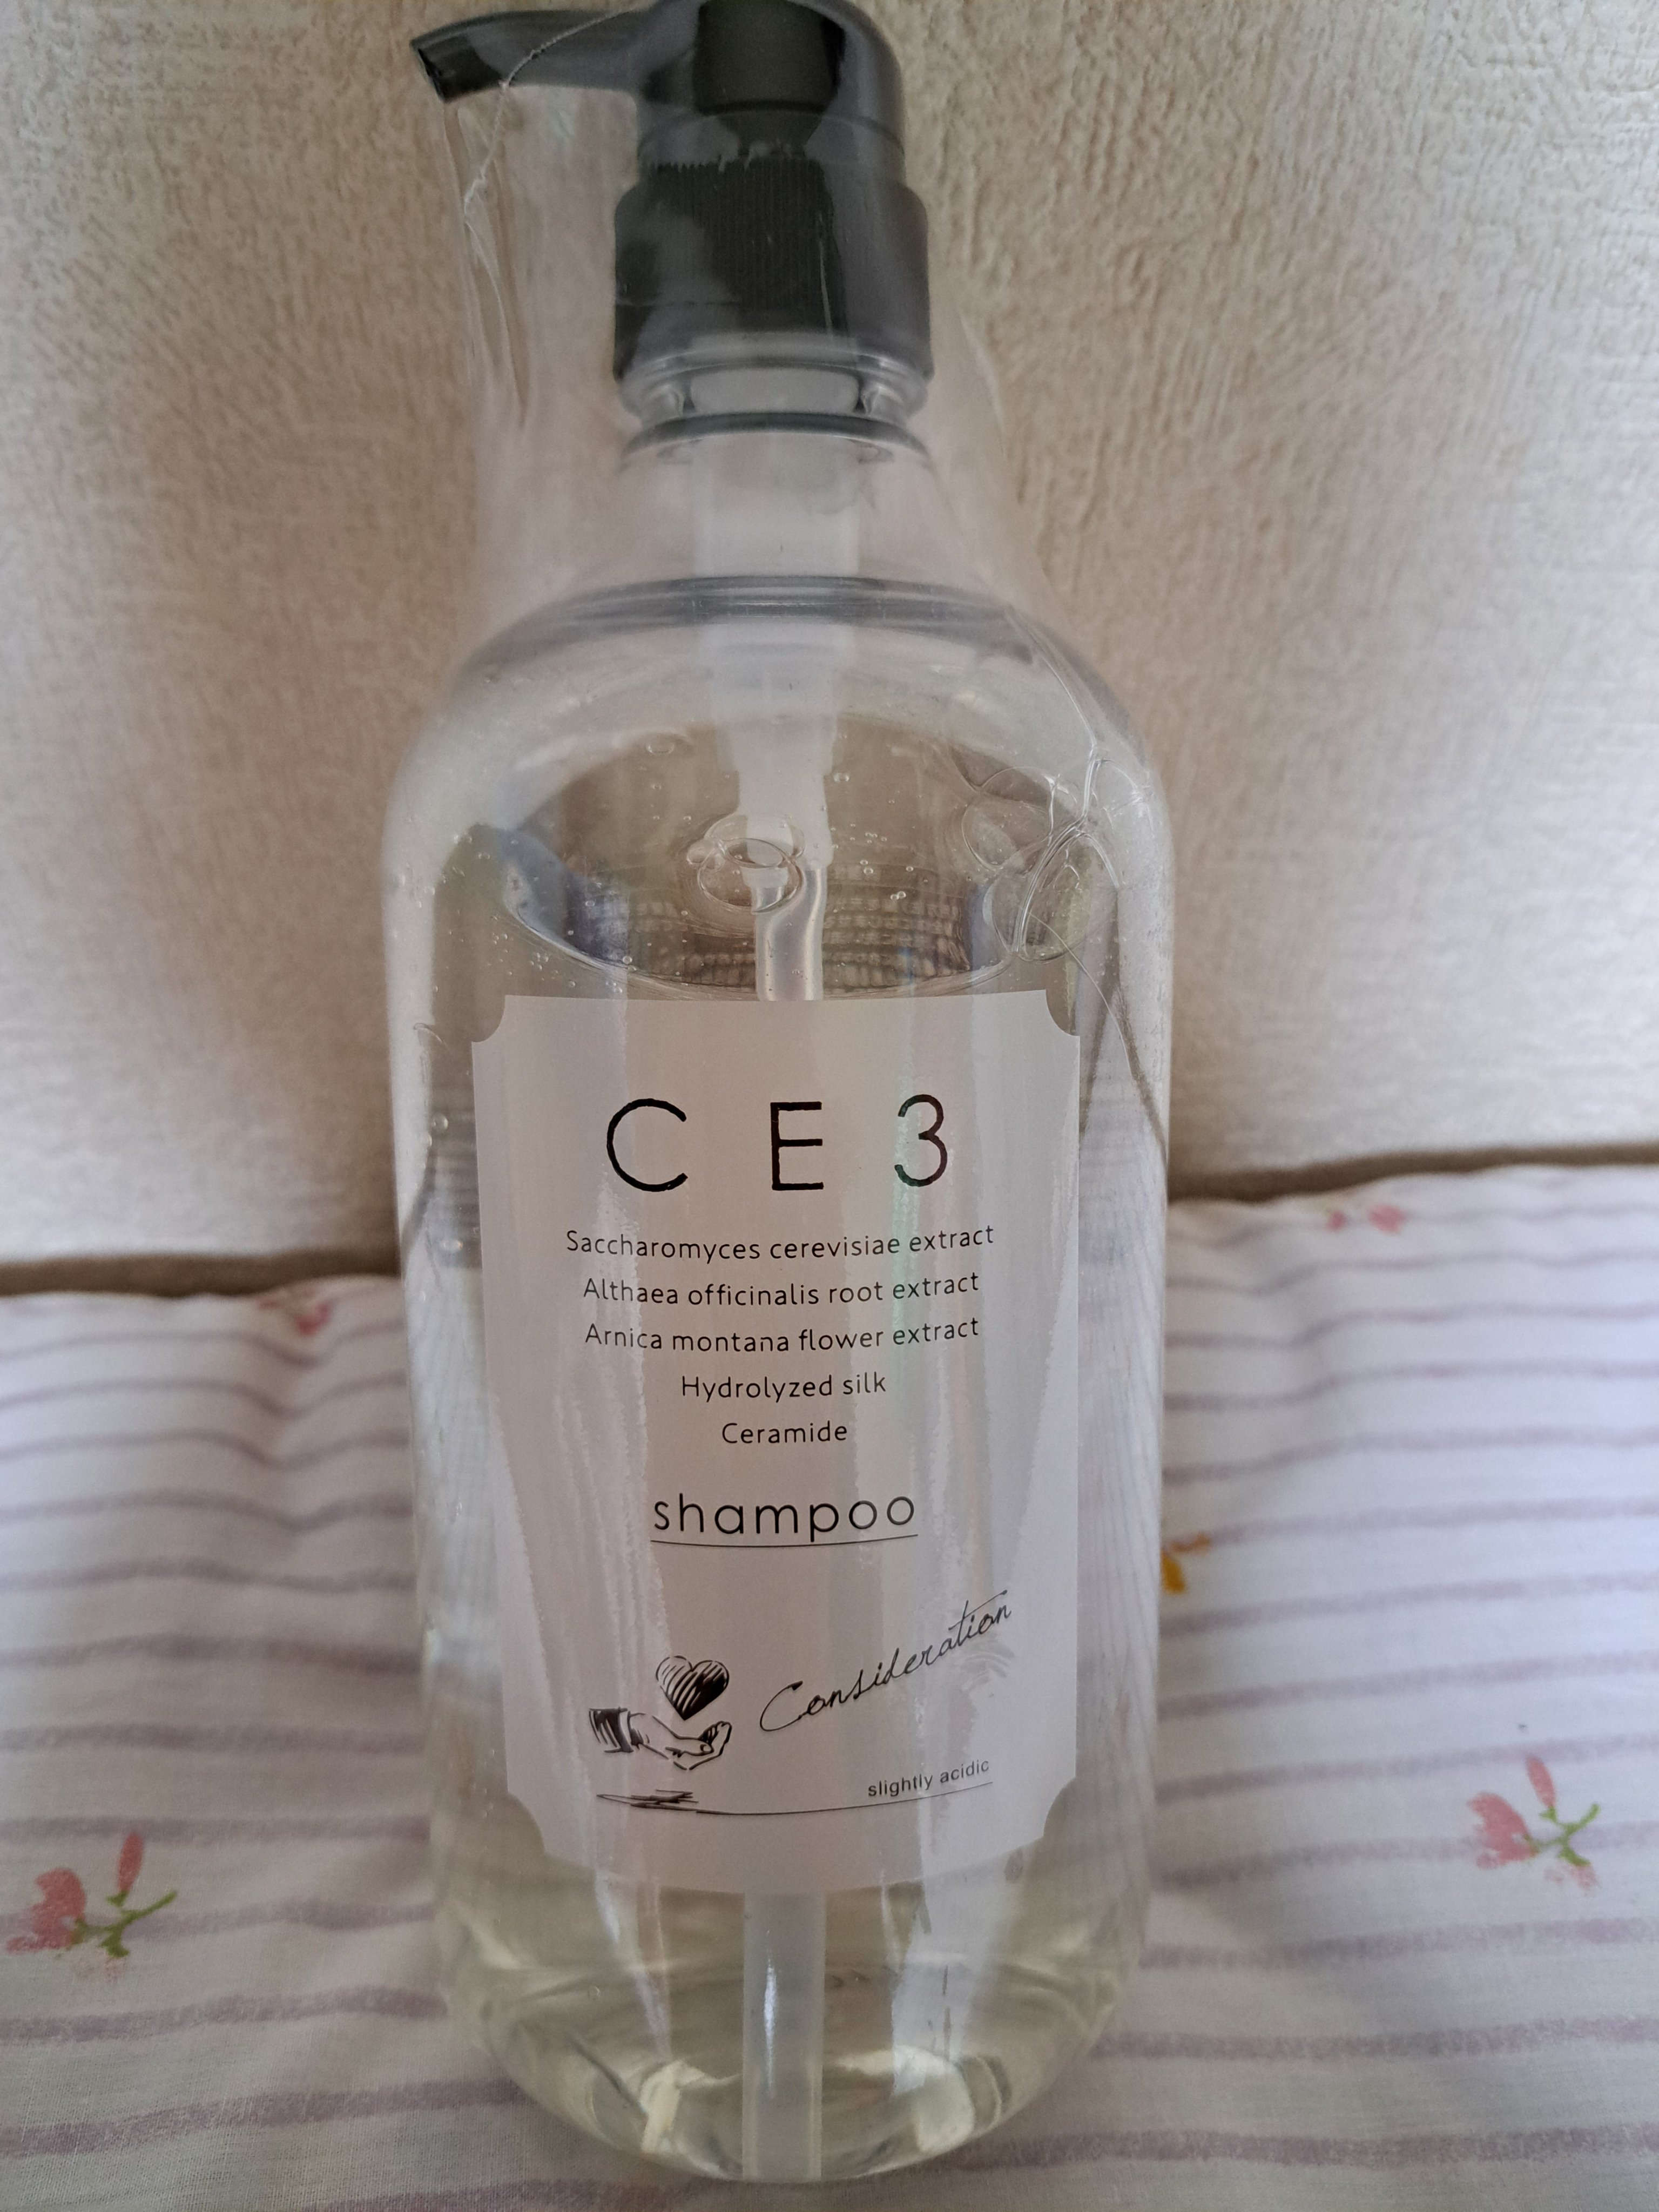 CE3
Saccharomyces cerevisiae extract
Althaea officinalis root extract
Arnica montana flower extract
Hydrolyzed silk
Ceramide
shampoo
Consideration
slightly acidic